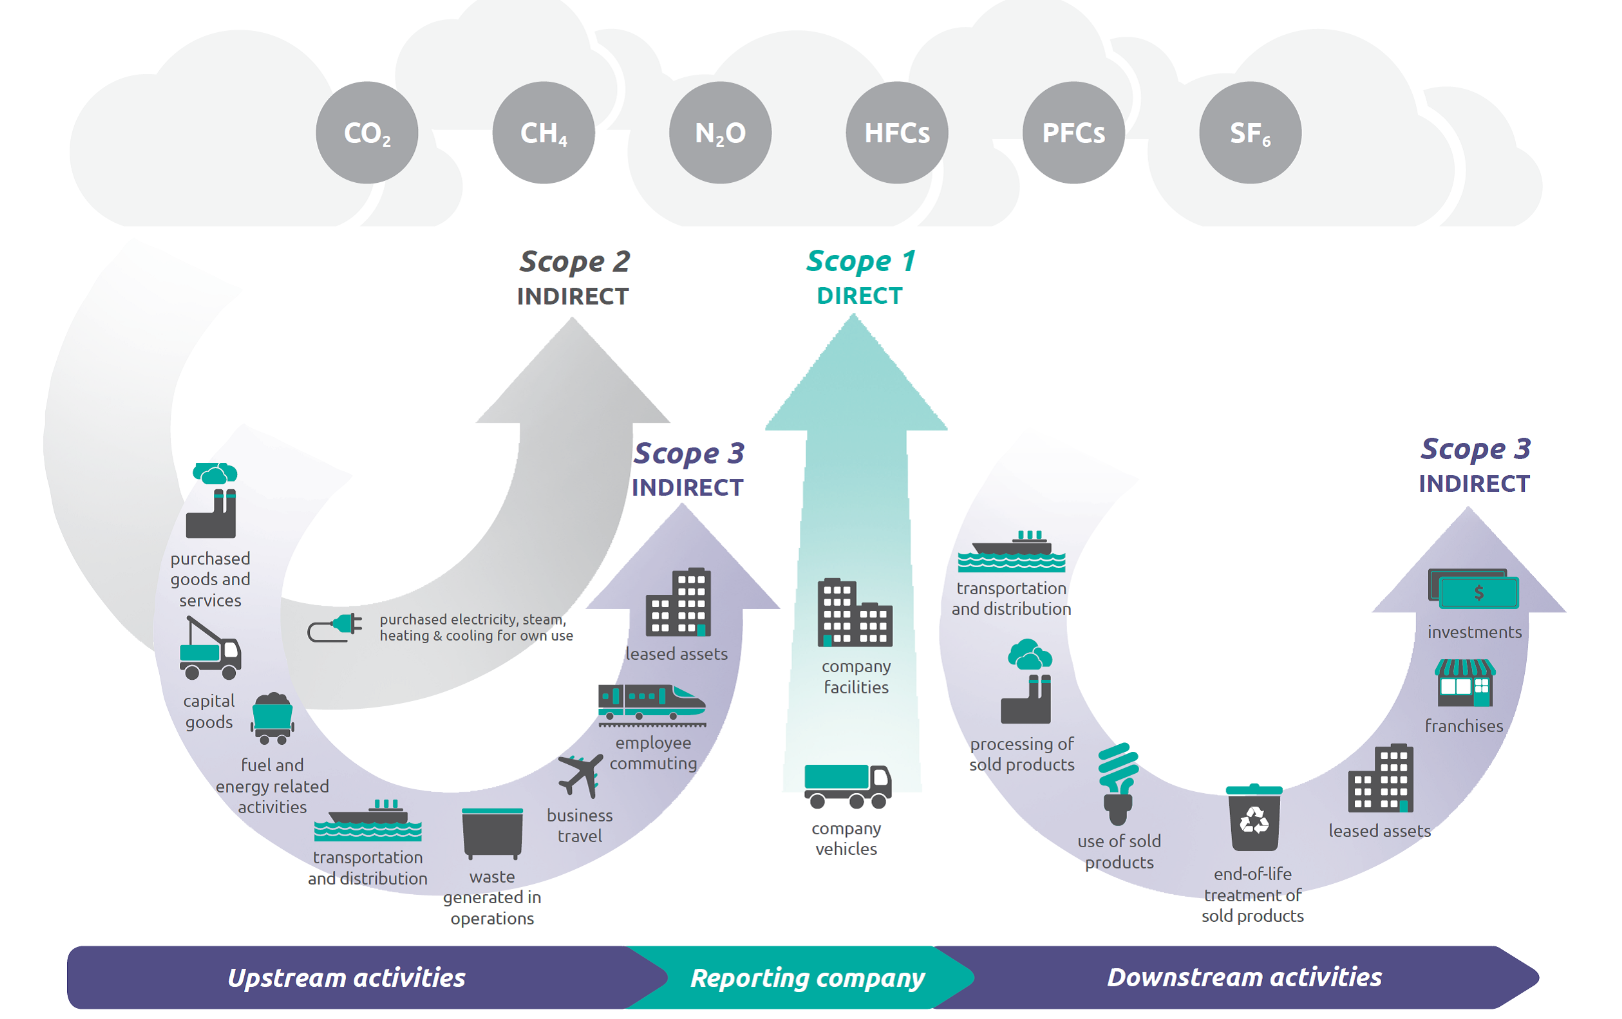 CO₂
CH₄
N₂O
HFCs
PFCs
SF₆
Scope 2
INDIRECT
Scope 1
DIRECT
Scope 3
INDIRECT
Scope 3
INDIRECT
purchased
goods and
services
capital
goods
fuel and
energy related
activities
transportation
and distribution
waste
generated in
operations
business
travel
employee
commuting
leased assets
purchased electricity, steam,
heating & cooling for own use
company
facilities
company
vehicles
transportation
and distribution
processing of
sold products
use of sold
products
end-of-life
treatment of
sold products
leased assets
franchises
$
investments
Upstream activities
Reporting company
Downstream activities